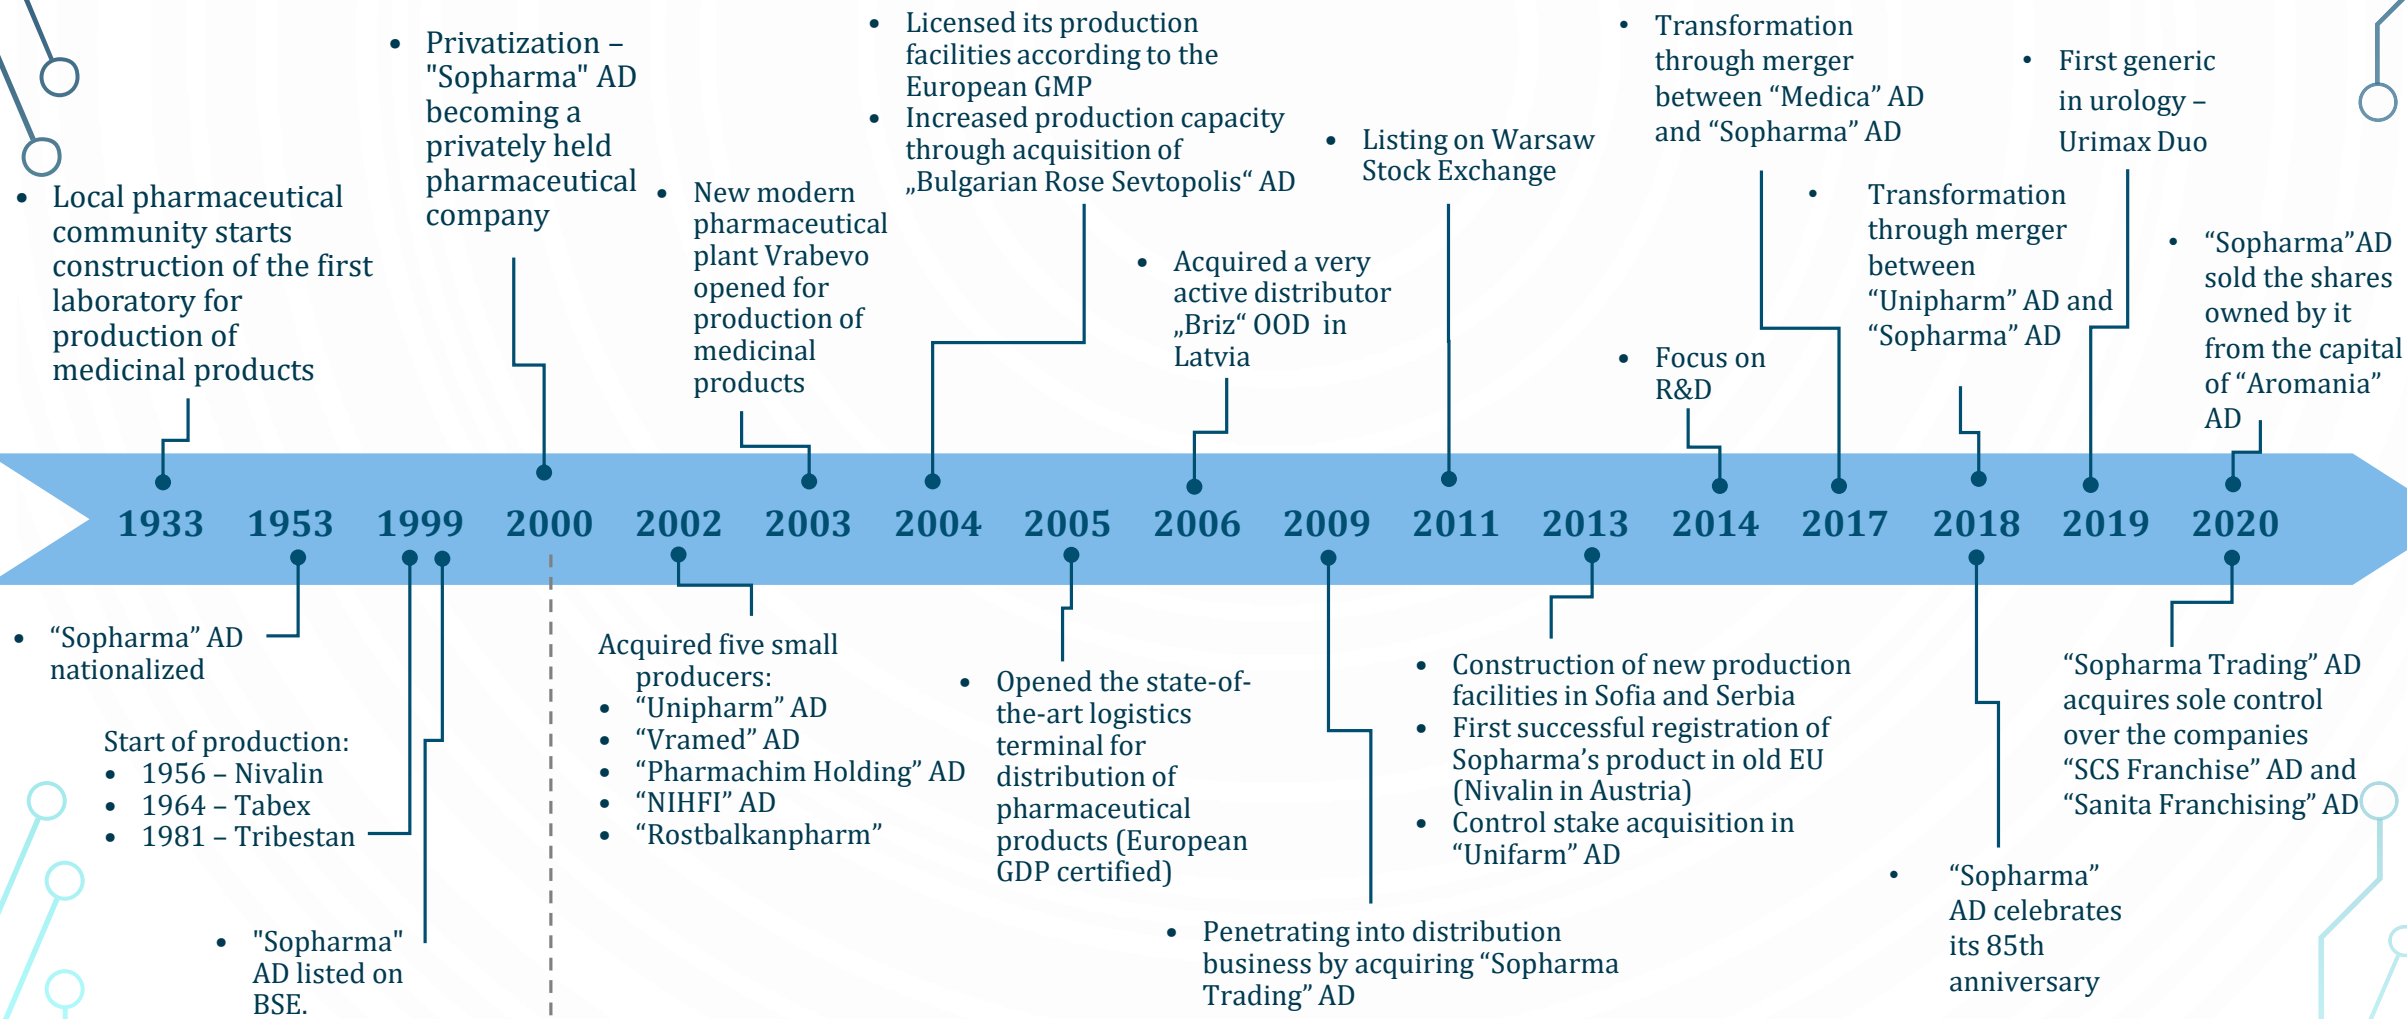 • Local pharmaceutical
community starts
construction of the first
laboratory for
production of
medicinal products
• Privatization –
"Sopharma" AD
becoming a
privately held
pharmaceutical
company
• New modern
pharmaceutical
plant Vrabevo
opened for
production of
medicinal
products
• Licensed its production
facilities according to the
European GMP
• Increased production capacity
through acquisition of
„Bulgarian Rose Sevtopolis“ AD
• Acquired a very
active distributor
„Briz“ OOD in
Latvia
• Listing on Warsaw
Stock Exchange
• Focus on
R&D
• Transformation
through merger
between “Medica” AD
and “Sopharma” AD
• Transformation
through merger
between
“Unipharm” AD and
“Sopharma” AD
• First generic
in urology –
Urimax Duo
• “Sopharma”AD
sold the shares
owned by it
from the capital
of “Aromania”
AD
1933 1953 1999 2000 2002 2003 2004 2005 2006 2009 2011 2013 2014 2017 2018 2019 2020
• “Sopharma” AD
nationalized
Start of production:
• 1956 – Nivalin
• 1964 – Tabex
• 1981 – Tribestan
• "Sopharma"
AD listed on
BSE.
Acquired five small
producers:
• “Unipharm” AD
• “Vramed” AD
• “Pharmachim Holding” AD
• “NIHFI” AD
• “Rostbalkanpharm”
• Opened the state-of-
the-art logistics
terminal for
distribution of
pharmaceutical
products (European
GDP certified)
• Penetrating into distribution
business by acquiring “Sopharma
Trading” AD
• Construction of new production
facilities in Sofia and Serbia
• First successful registration of
Sopharma’s product in old EU
(Nivalin in Austria)
• Control stake acquisition in
“Unifarm” AD
• “Sopharma”
AD celebrates
its 85th
anniversary
“Sopharma Trading” AD
acquires sole control
over the companies
“SCS Franchise” AD and
“Sanita Franchising” AD